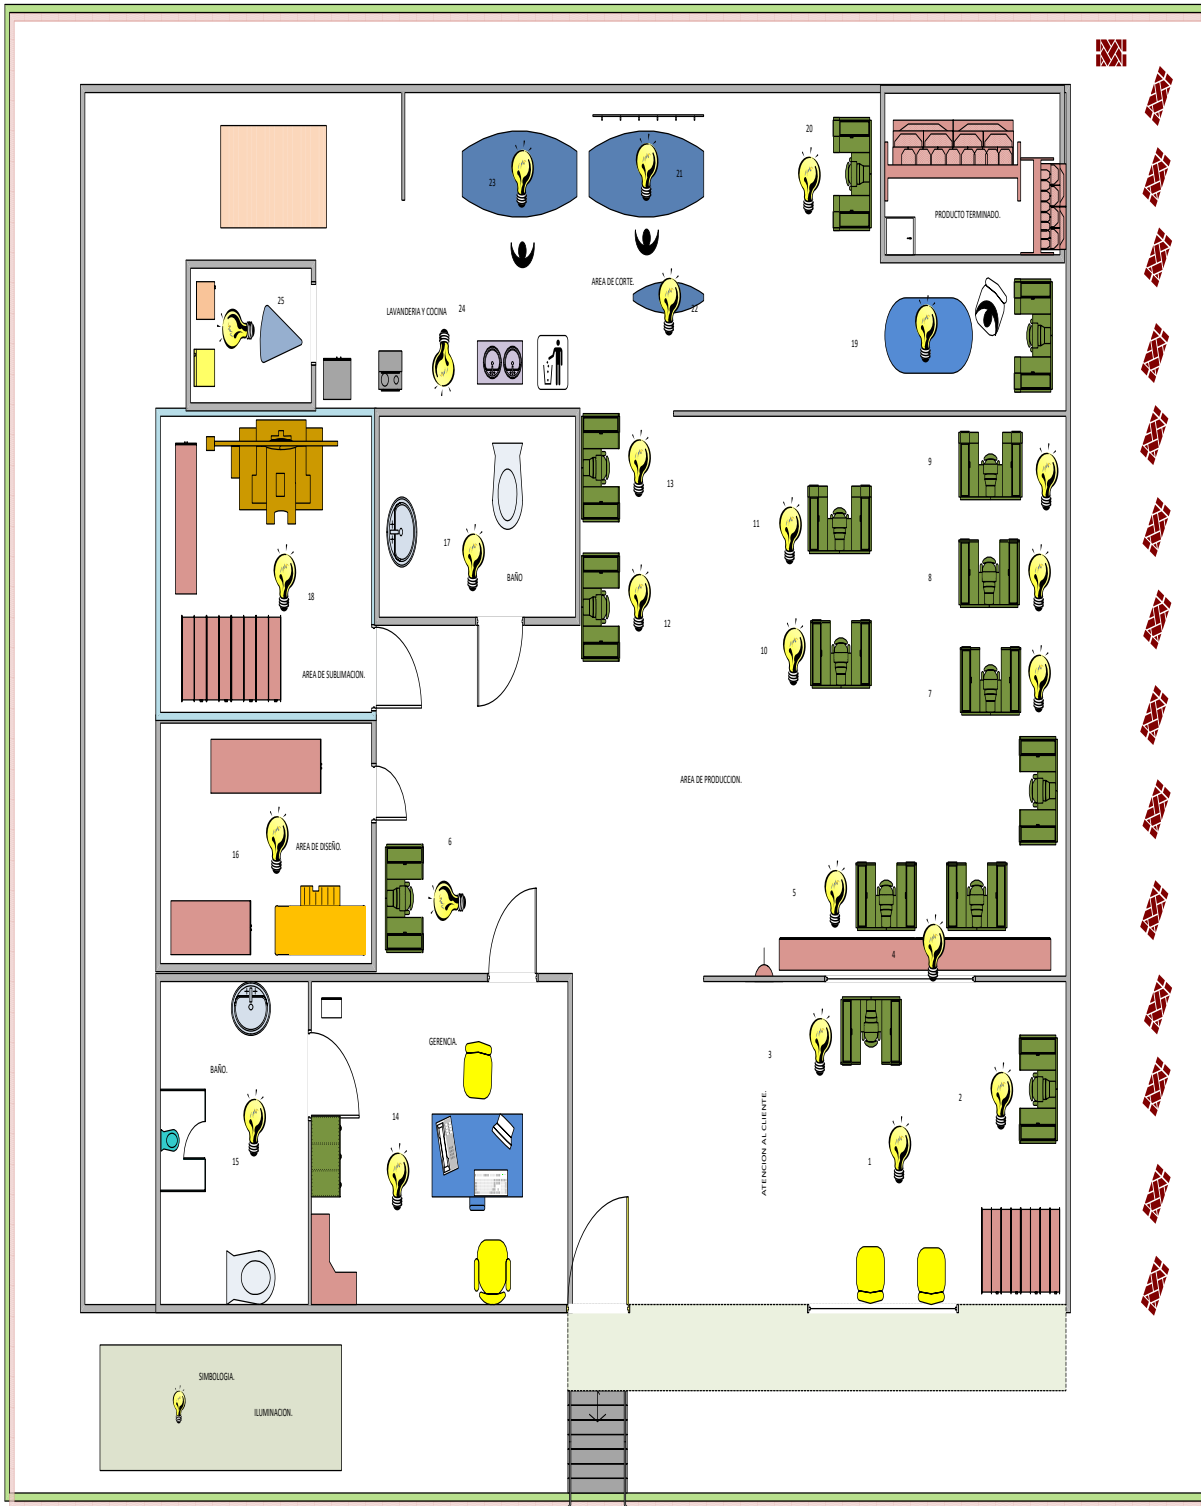 20
23
21
PRODUCTO TERMINADO.
AREA DE CORTE.
25
LAVANDERIA Y COCINA
24
22
19
9
13
11
17
BAÑO
8
18
12
10
AREA DE SUBLIMACION.
7
AREA DE PRODUCCION.
6
AREA DE DISEÑO.
16
5
4
GERENCIA.
3
BAÑO.
2
14
ATENCION AL CLIENTE.
15
1
SIMBOLOGIA.
ILUMINACION.